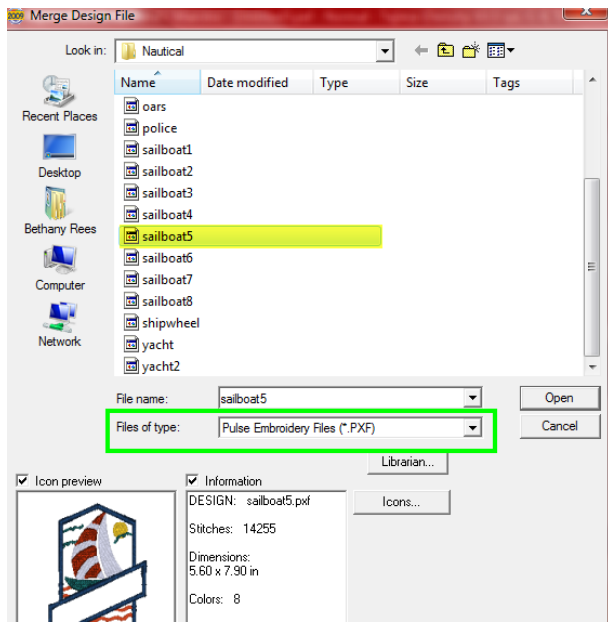 2009 Merge Design File
Look in: Nautical
Name Date modified Type Size Tags
oars
police
sailboat1
sailboat2
sailboat3
sailboat4
sailboat5
sailboat6
sailboat7
sailboat8
shipwheel
yacht
yacht2
Recent Places
Desktop
Bethany Rees
Computer
Network
File name: sailboat5 Open
Files of type: Pulse Embroidery Files (*.PXF) Cancel
Librarian...
Icon preview Information
Icons...
DESIGN: sailboat5.pxf
Stitches: 14255
Dimensions:
5.60 x 7.90 in
Colors: 8